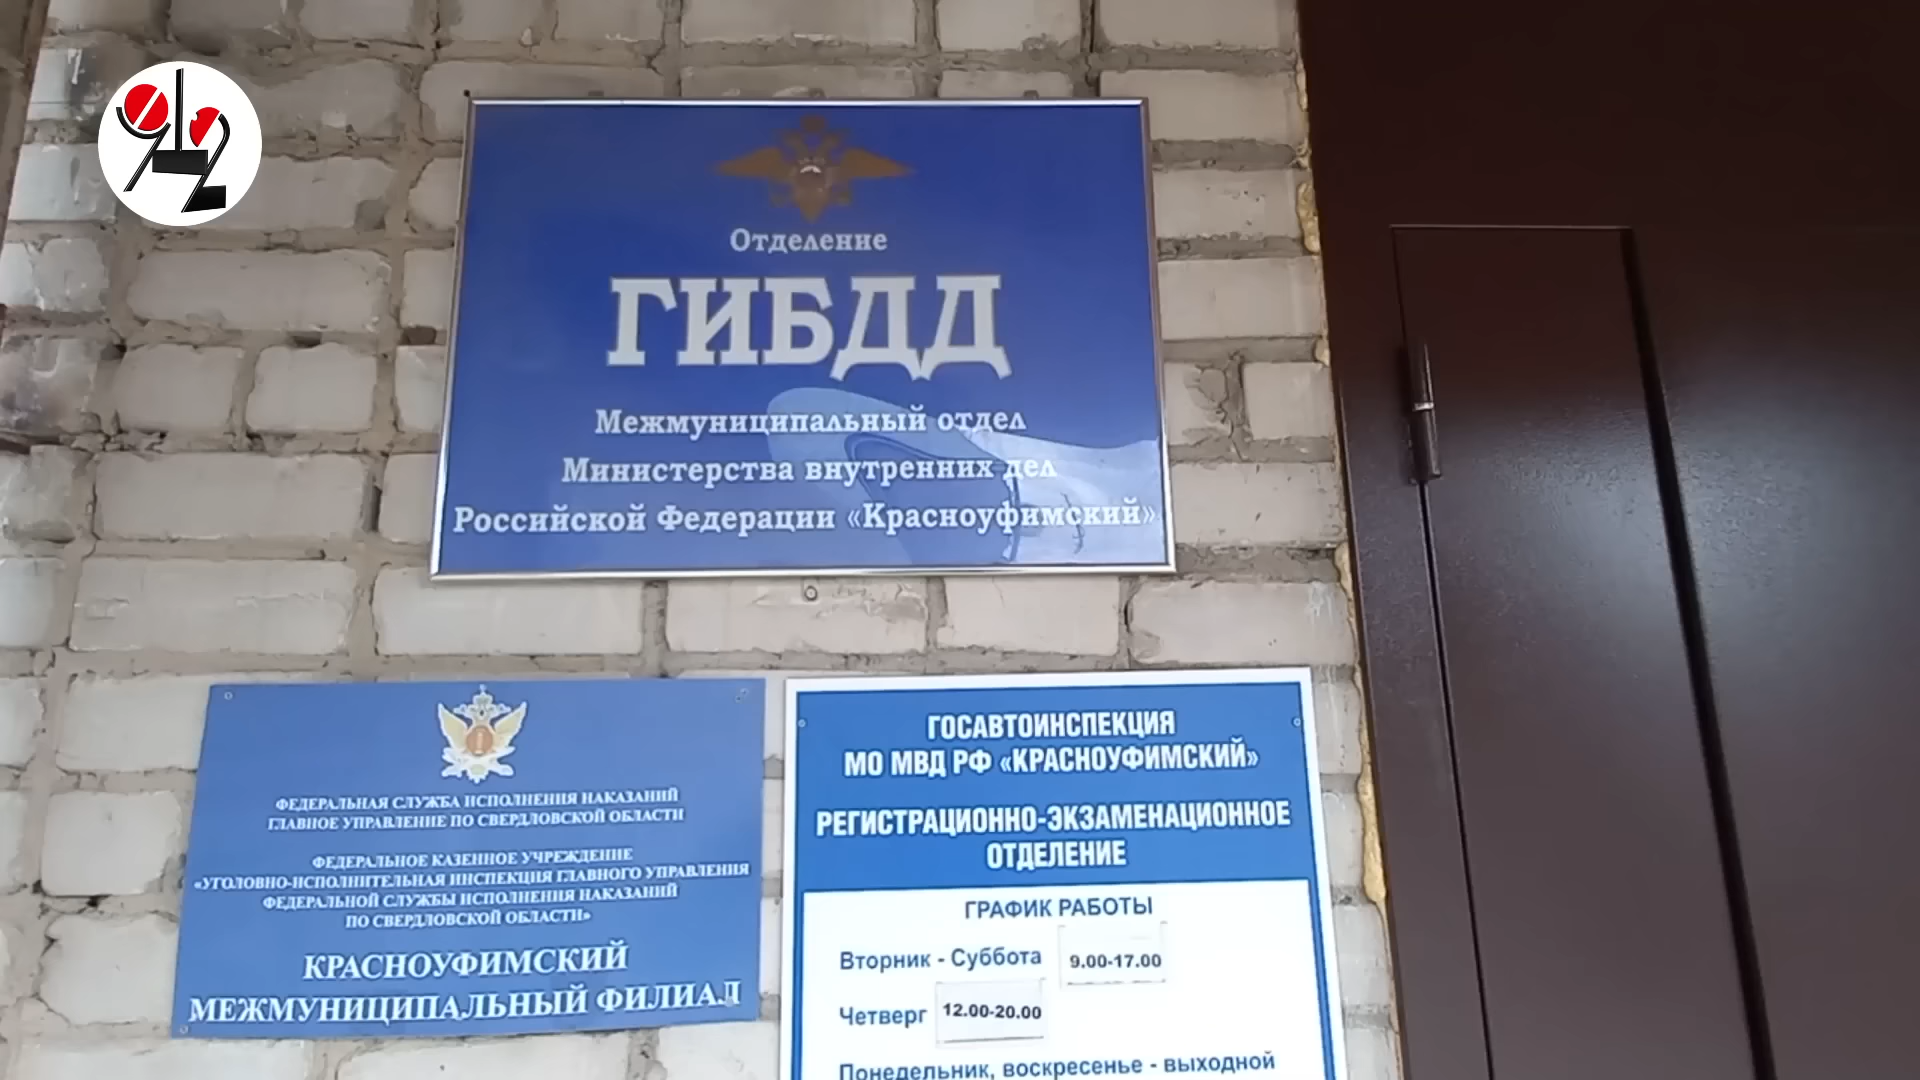 912
Отделение
ГИБДД
Межмуниципальный отдел
Министерства внутренних дел
Российской Федерации «Красноуфимский»
ФЕДЕРАЛЬНАЯ СЛУЖБА ИСПОЛНЕНИЯ НАКАЗАНИЙ
ГЛАВНОЕ УПРАВЛЕНИЕ ПО СВЕРДЛОВСКОЙ ОБЛАСТИ
ФЕДЕРАЛЬНОЕ КАЗЕННОЕ УЧРЕЖДЕНИЕ
«УГОЛОВНО-ИСПОЛНИТЕЛЬНАЯ ИНСПЕКЦИЯ ГЛАВНОГО УПРАВЛЕНИЯ
ФЕДЕРАЛЬНОЙ СЛУЖБЫ ИСПОЛНЕНИЯ НАКАЗАНИЙ
ПО СВЕРДЛОВСКОЙ ОБЛАСТИ»
КРАСНОУФИМСКИЙ
МЕЖМУНИЦИПАЛЬНЫЙ ФИЛИАЛ
ГОСАВТОИНСПЕКЦИЯ
МО МВД РФ «КРАСНОУФИМСКИЙ»
РЕГИСТРАЦИОННО-ЭКЗАМЕНАЦИОННОЕ
ОТДЕЛЕНИЕ
ГРАФИК РАБОТЫ
Вторник - Суббота 9.00-17.00
Четверг 12.00-20.00
Понедельник, воскресенье - выходной